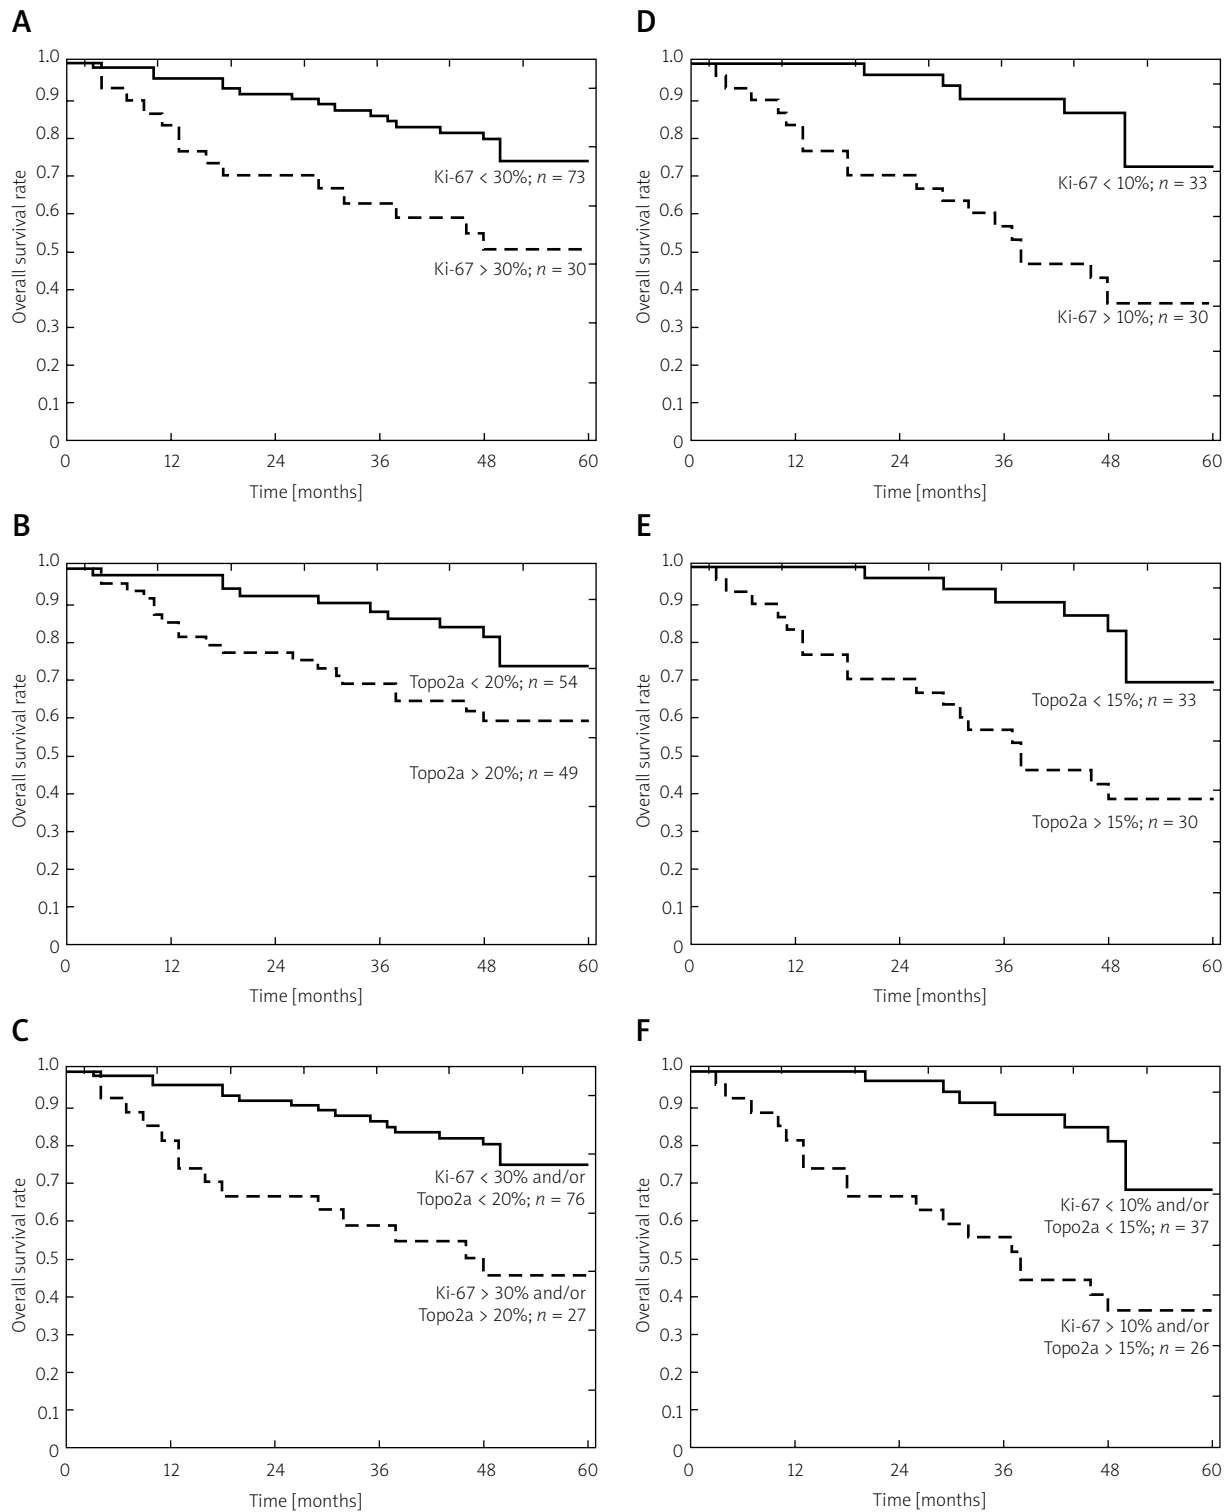 A
Overall survival rate
1.0
0.9
0.8
0.7
0.6
0.5
0.4
0.3
0.2
0.1
0
Ki-67 < 30%; n = 73
Ki-67 > 30%; n = 30
0 12 24 36 48 60
Time [months]
B
Overall survival rate
1.0
0.9
0.8
0.7
0.6
0.5
0.4
0.3
0.2
0.1
0
Topo2a < 20%; n = 54
Topo2a > 20%; n = 49
0 12 24 36 48 60
Time [months]
C
Overall survival rate
1.0
0.9
0.8
0.7
0.6
0.5
0.4
0.3
0.2
0.1
0
Ki-67 < 30% and/or
Topo2a < 20%; n = 76
Ki-67 > 30% and/or
Topo2a > 20%; n = 27
0 12 24 36 48 60
Time [months]
D
Overall survival rate
1.0
0.9
0.8
0.7
0.6
0.5
0.4
0.3
0.2
0.1
0
Ki-67 < 10%; n = 33
Ki-67 > 10%; n = 30
0 12 24 36 48 60
Time [months]
E
Overall survival rate
1.0
0.9
0.8
0.7
0.6
0.5
0.4
0.3
0.2
0.1
0
Topo2a < 15%; n = 33
Topo2a > 15%; n = 30
0 12 24 36 48 60
Time [months]
F
Overall survival rate
1.0
0.9
0.8
0.7
0.6
0.5
0.4
0.3
0.2
0.1
0
Ki-67 < 10% and/or
Topo2a < 15%; n = 37
Ki-67 > 10% and/or
Topo2a > 15%; n = 26
0 12 24 36 48 60
Time [months]